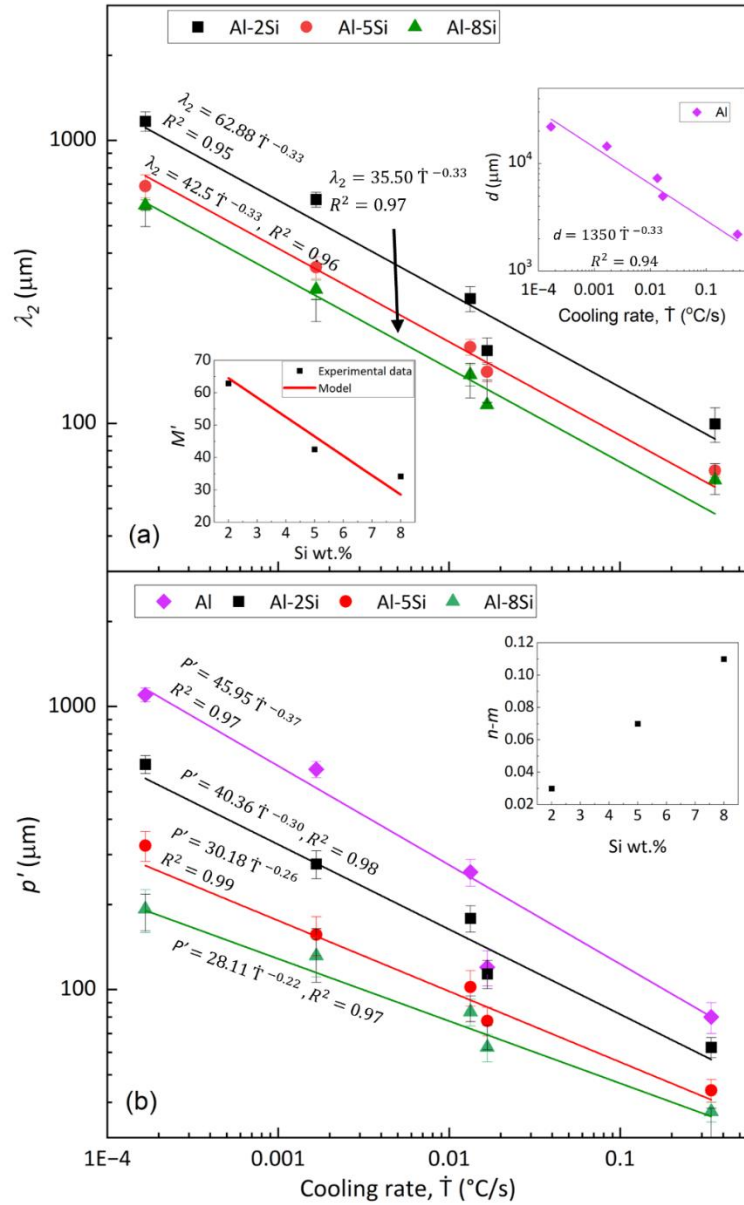 Al-2Si Al-5Si Al-8Si
λ₂ = 62.88 Ṫ⁻⁰·³³
R² = 0.95
λ₂ = 42.5 Ṫ⁻⁰·³³, R² = 0.96
λ₂ = 35.50 Ṫ⁻⁰·³³
R² = 0.97
1000
100
λ₂ (μm)
Al
10⁴
10³
d (μm)
d = 1350 Ṫ⁻⁰·³³
R² = 0.94
1E-4 0.001 0.01 0.1
Cooling rate, Ṫ (°C/s)
Experimental data
Model
70
60
50
40
30
20
M'
2 3 4 5 6 7 8
Si wt.%
(a)
Al Al-2Si Al-5Si Al-8Si
P' = 45.95 Ṫ⁻⁰·³⁷
R² = 0.97
P' = 40.36 Ṫ⁻⁰·³⁰, R² = 0.98
P' = 30.18 Ṫ⁻⁰·²⁶
R² = 0.99
P' = 28.11 Ṫ⁻⁰·²², R² = 0.97
1000
100
p' (μm)
0.12
0.10
0.08
0.06
0.04
0.02
n-m
2 3 4 5 6 7 8
Si wt.%
(b)
1E-4 0.001 0.01 0.1
Cooling rate, Ṫ (°C/s)